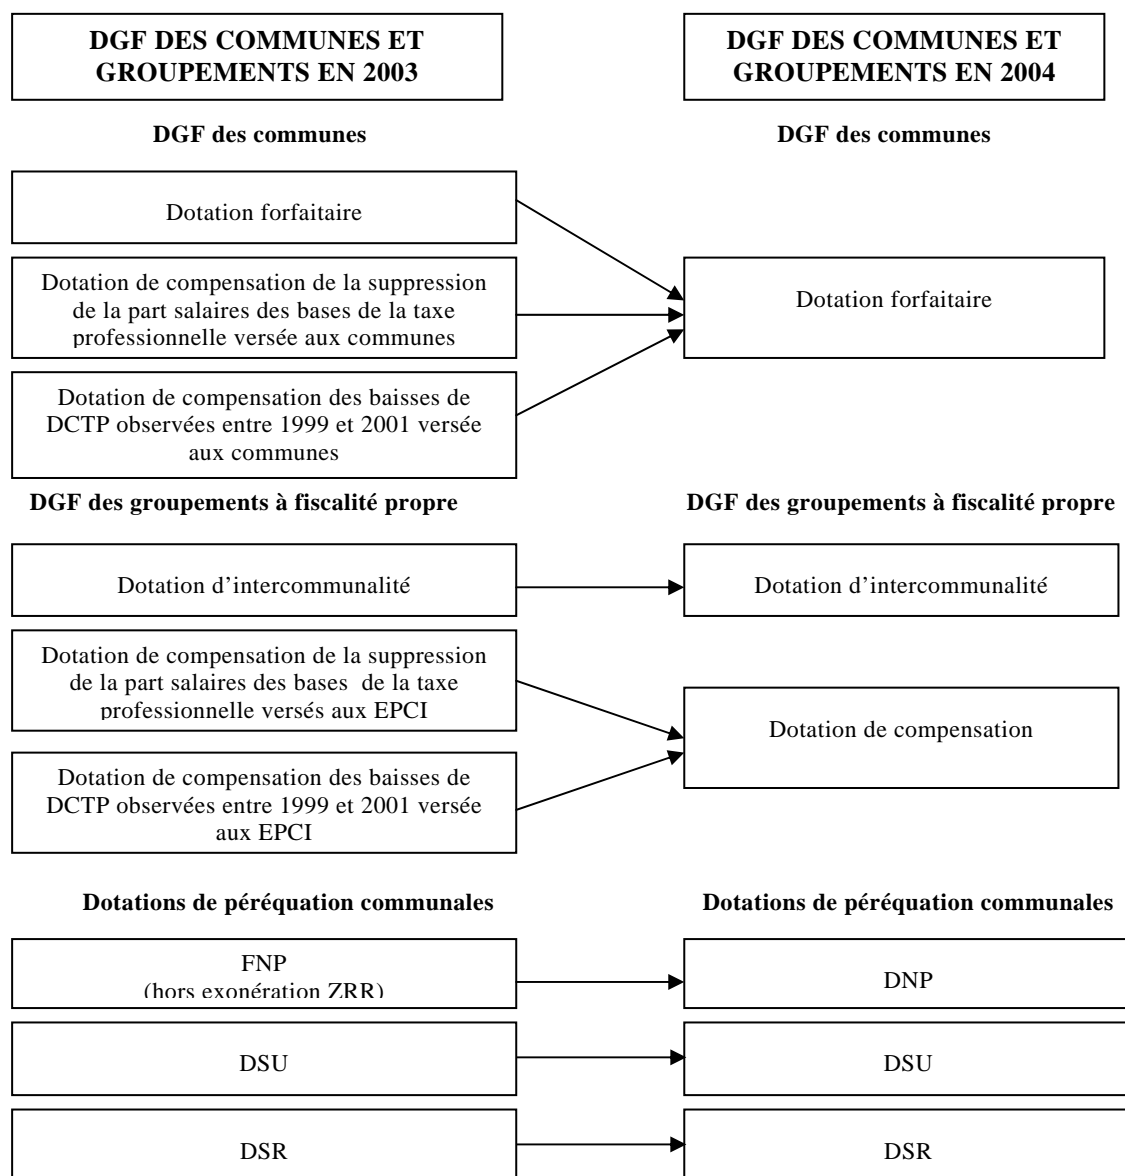 DGF DES COMMUNES ET
GROUPEMENTS EN 2003
DGF DES COMMUNES ET
GROUPEMENTS EN 2004
DGF des communes
DGF des communes
Dotation forfaitaire
Dotation de compensation de la suppression
de la part salaires des bases de la taxe
professionnelle versée aux communes
Dotation de compensation des baisses de
DCTP observées entre 1999 et 2001 versée
aux communes
Dotation forfaitaire
DGF des groupements à fiscalité propre
DGF des groupements à fiscalité propre
Dotation d’intercommunalité
Dotation d’intercommunalité
Dotation de compensation de la suppression
de la part salaires des bases  de la taxe
professionnelle versés aux EPCI
Dotation de compensation des baisses de
DCTP observées entre 1999 et 2001 versée
aux EPCI
Dotation de compensation
Dotations de péréquation communales
Dotations de péréquation communales
FNP
(hors exonération ZRR)
DNP
DSU
DSU
DSR
DSR